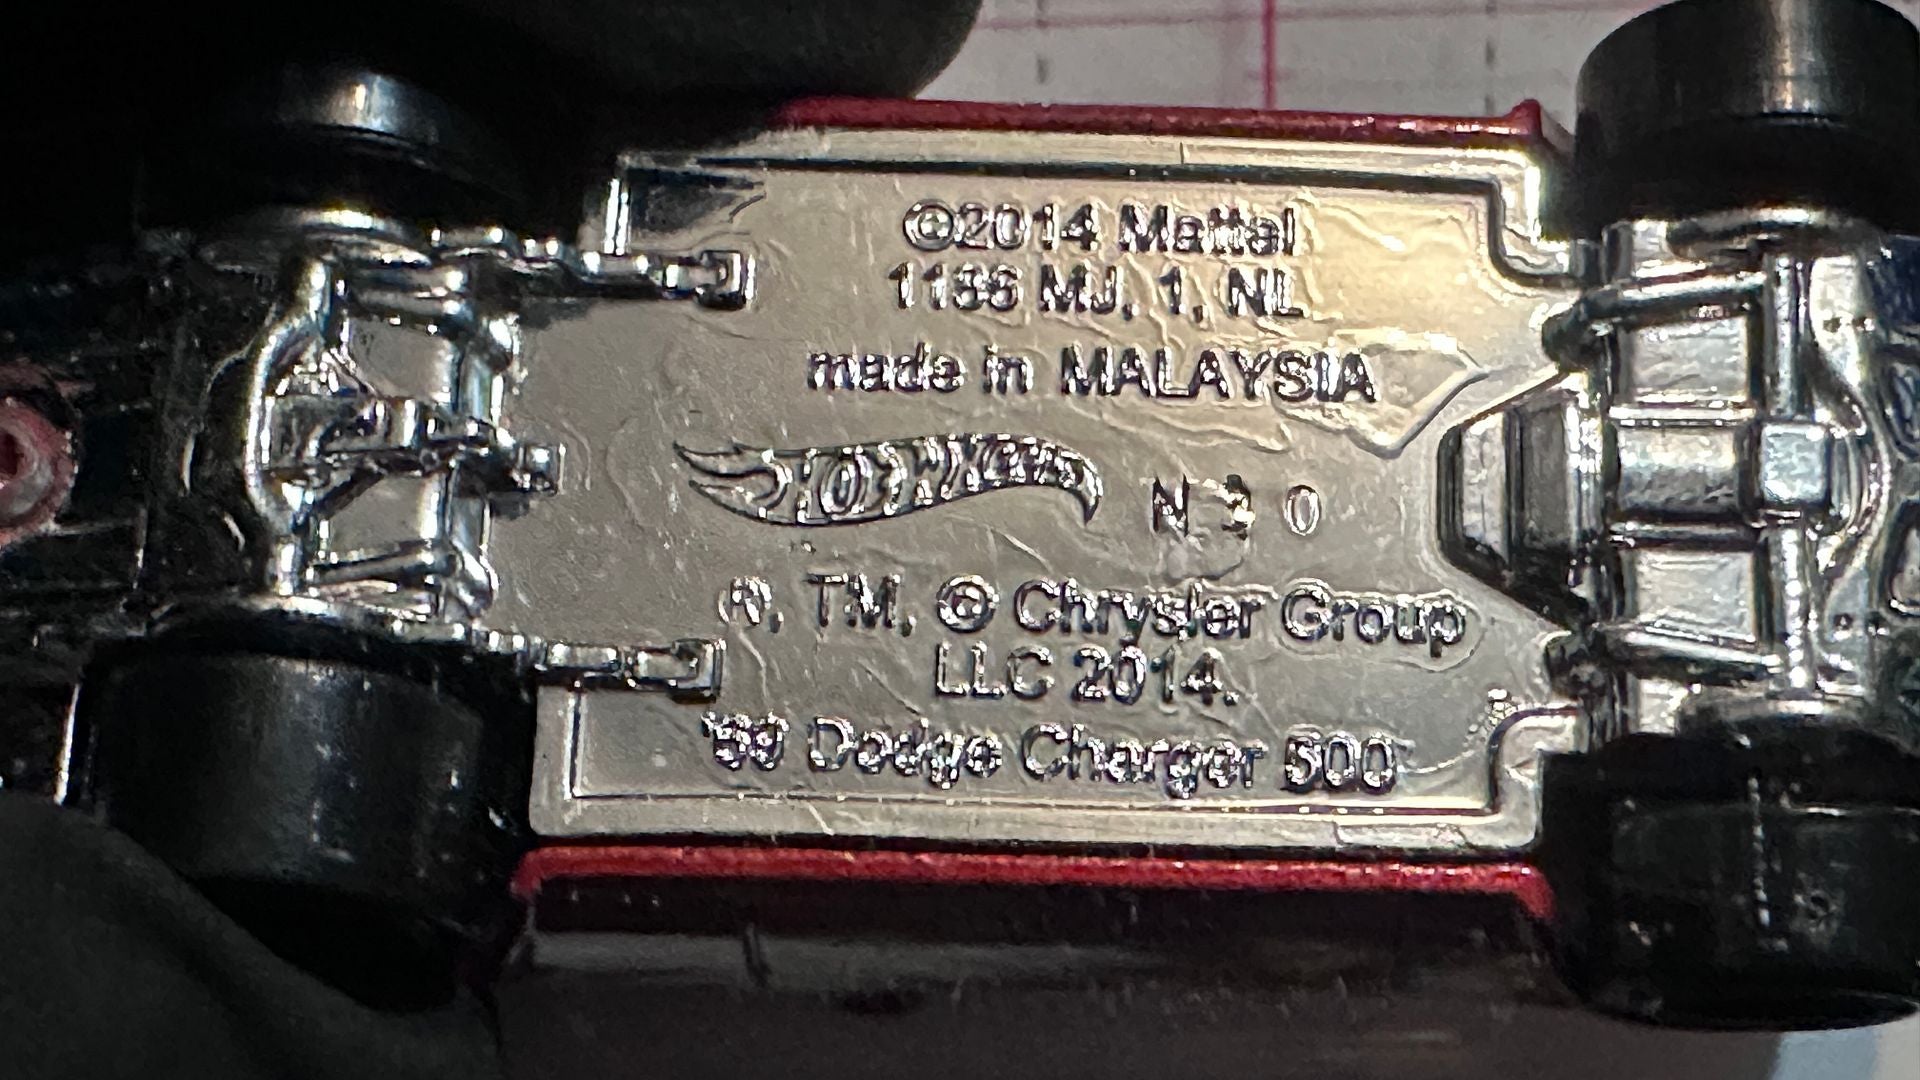 ©2014 Mattel
1186 MJ, 1, NL
made in MALAYSIA
HOT WHEELS
N 3 0
®, TM, © Chrysler Group
LLC 2014.
'69 Dodge Charger 500